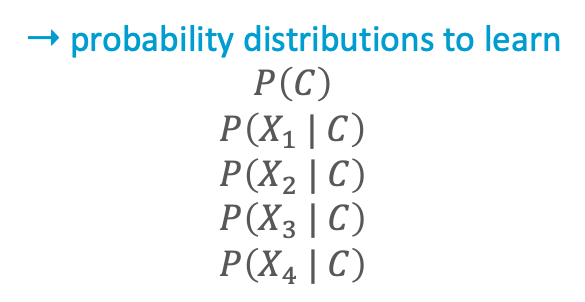 → probability distributions to learn
P(C)
P(X₁ | C)
P(X₂ | C)
P(X₃ | C)
P(X₄ | C)